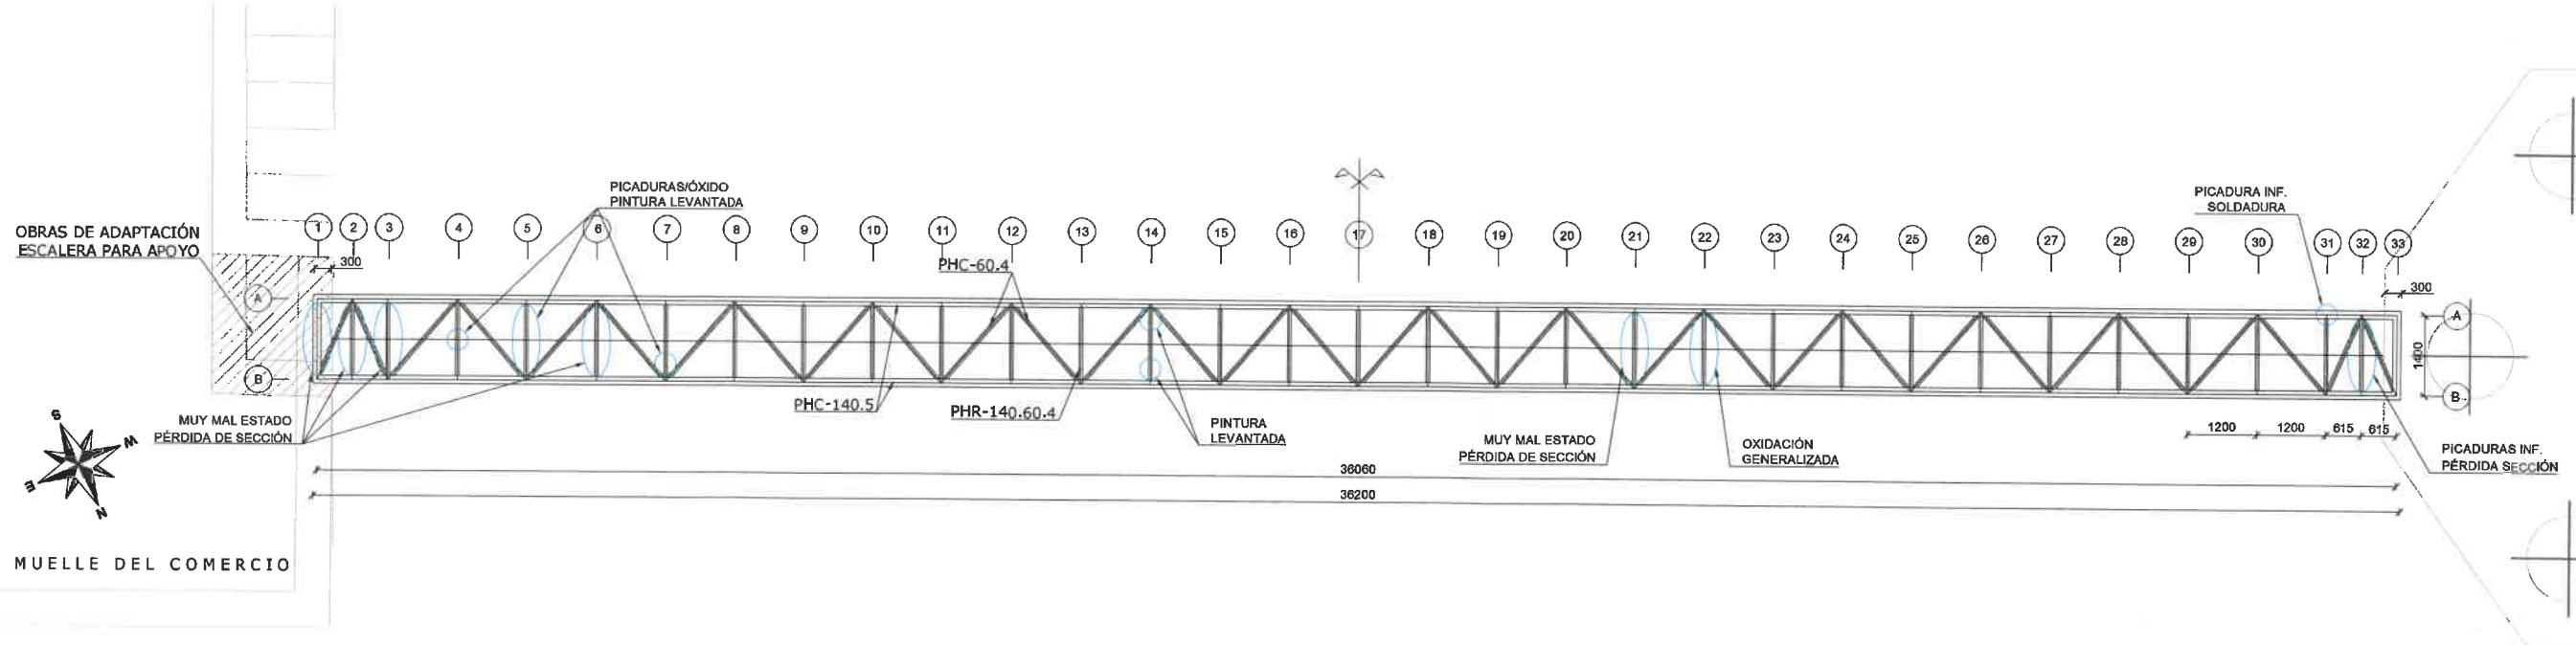 PICADURAS/ÓXIDO
PINTURA LEVANTADA
PICADURA INF.
SOLDADURA
OBRAS DE ADAPTACIÓN
ESCALERA PARA APOYO
1 2 3 4 5 6 7 8 9 10 11 12 13 14 15 16 17 18 19 20 21 22 23 24 25 26 27 28 29 30 31 32 33
300
PHC-60.4
300
A
A
1400
B
B
PHC-140.5
PHR-140.60.4
MUY MAL ESTADO
PÉRDIDA DE SECCIÓN
PINTURA
LEVANTADA
MUY MAL ESTADO
PÉRDIDA DE SECCIÓN
OXIDACIÓN
GENERALIZADA
1200 1200 615 615
PICADURAS INF.
PÉRDIDA SECCIÓN
S
W
E
N
36060
36200
MUELLE DEL COMERCIO